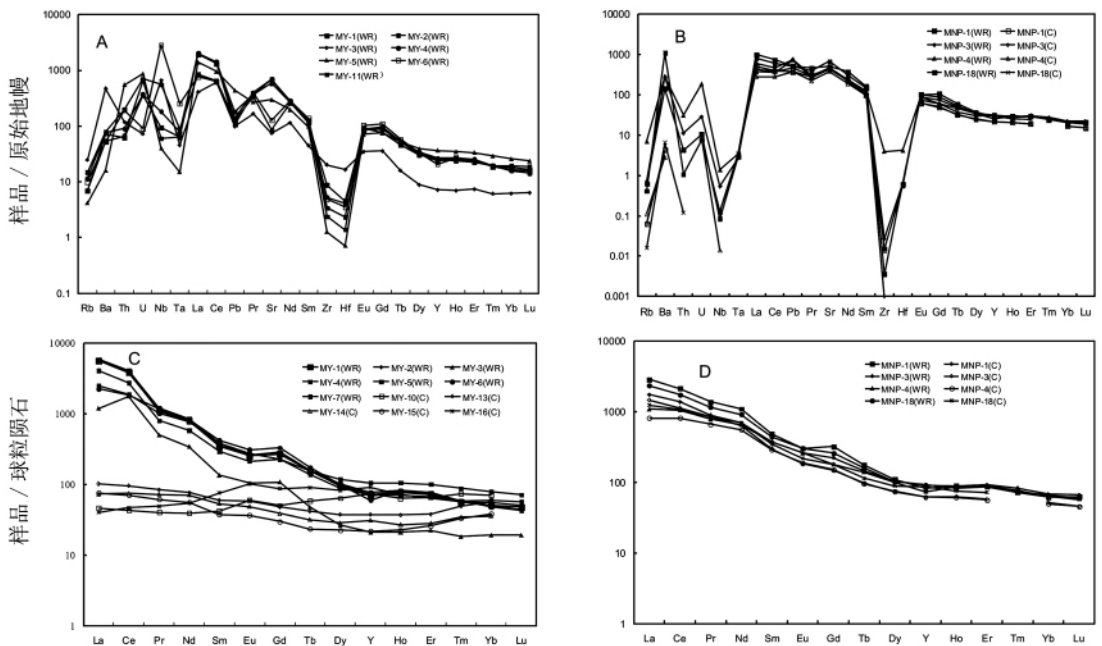 样品 / 原始地幔
A
10000
1000
100
10
1
0.1
MY-1(WR) MY-2(WR)
MY-3(WR) MY-4(WR)
MY-5(WR) MY-6(WR)
MY-11(WR)
Rb Ba Th U Nb Ta La Ce Pb Pr Sr Nd Sm Zr Hf Eu Gd Tb Dy Y Ho Er Tm Yb Lu
B
10000
1000
100
10
1
0.1
0.01
0.001
MNP-1(WR) MNP-1(C)
MNP-3(WR) MNP-3(C)
MNP-4(WR) MNP-4(C)
MNP-18(WR) MNP-18(C)
Rb Ba Th U Nb Ta La Ce Pb Pr Sr Nd Sm Zr Hf Eu Gd Tb Dy Y Ho Er Tm Yb Lu
样品 / 球粒陨石
C
10000
1000
100
10
1
MY-1(WR) MY-2(WR) MY-3(WR)
MY-4(WR) MY-5(WR) MY-6(WR)
MY-7(WR) MY-10(C) MY-13(C)
MY-14(C) MY-15(C) MY-16(C)
La Ce Pr Nd Sm Eu Gd Tb Dy Y Ho Er Tm Yb Lu
D
10000
1000
100
10
1
MNP-1(WR) MNP-1(C)
MNP-3(WR) MNP-3(C)
MNP-4(WR) MNP-4(C)
MNP-18(WR) MNP-18(C)
La Ce Pr Nd Sm Eu Gd Tb Dy Y Ho Er Tm Yb Lu